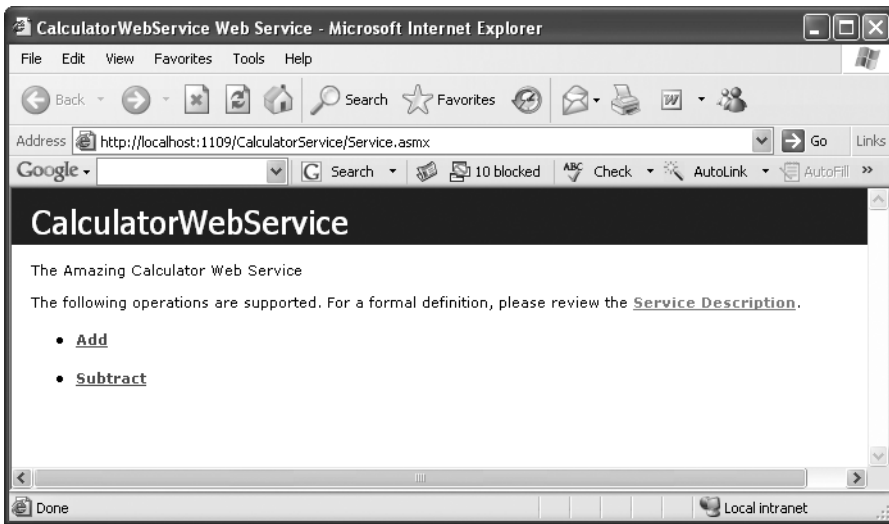 CalculatorWebService Web Service - Microsoft Internet Explorer
File Edit View Favorites Tools Help
Back Search Favorites W
Address http://localhost:1109/CalculatorService/Service.asmx Go Links
Google G Search 10 blocked ABC Check AutoLink AutoFill »
CalculatorWebService
The Amazing Calculator Web Service
The following operations are supported. For a formal definition, please review the Service Description.
• Add
• Subtract
Done Local intranet